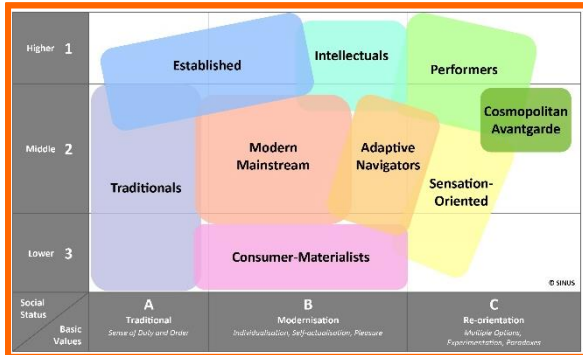 Higher 1
Established
Intellectuals
Performers
Cosmopolitan
Avantgarde
Middle 2
Traditionals
Modern
Mainstream
Adaptive
Navigators
Sensation-
Oriented
Lower 3
Consumer-Materialists
© SINUS
Social
Status
Basic
Values
A
Traditional
Sense of Duty and Order
B
Modernisation
Individualisation, Self-actualisation, Pleasure
C
Re-orientation
Multiple Options,
Experimentation, Paradoxes